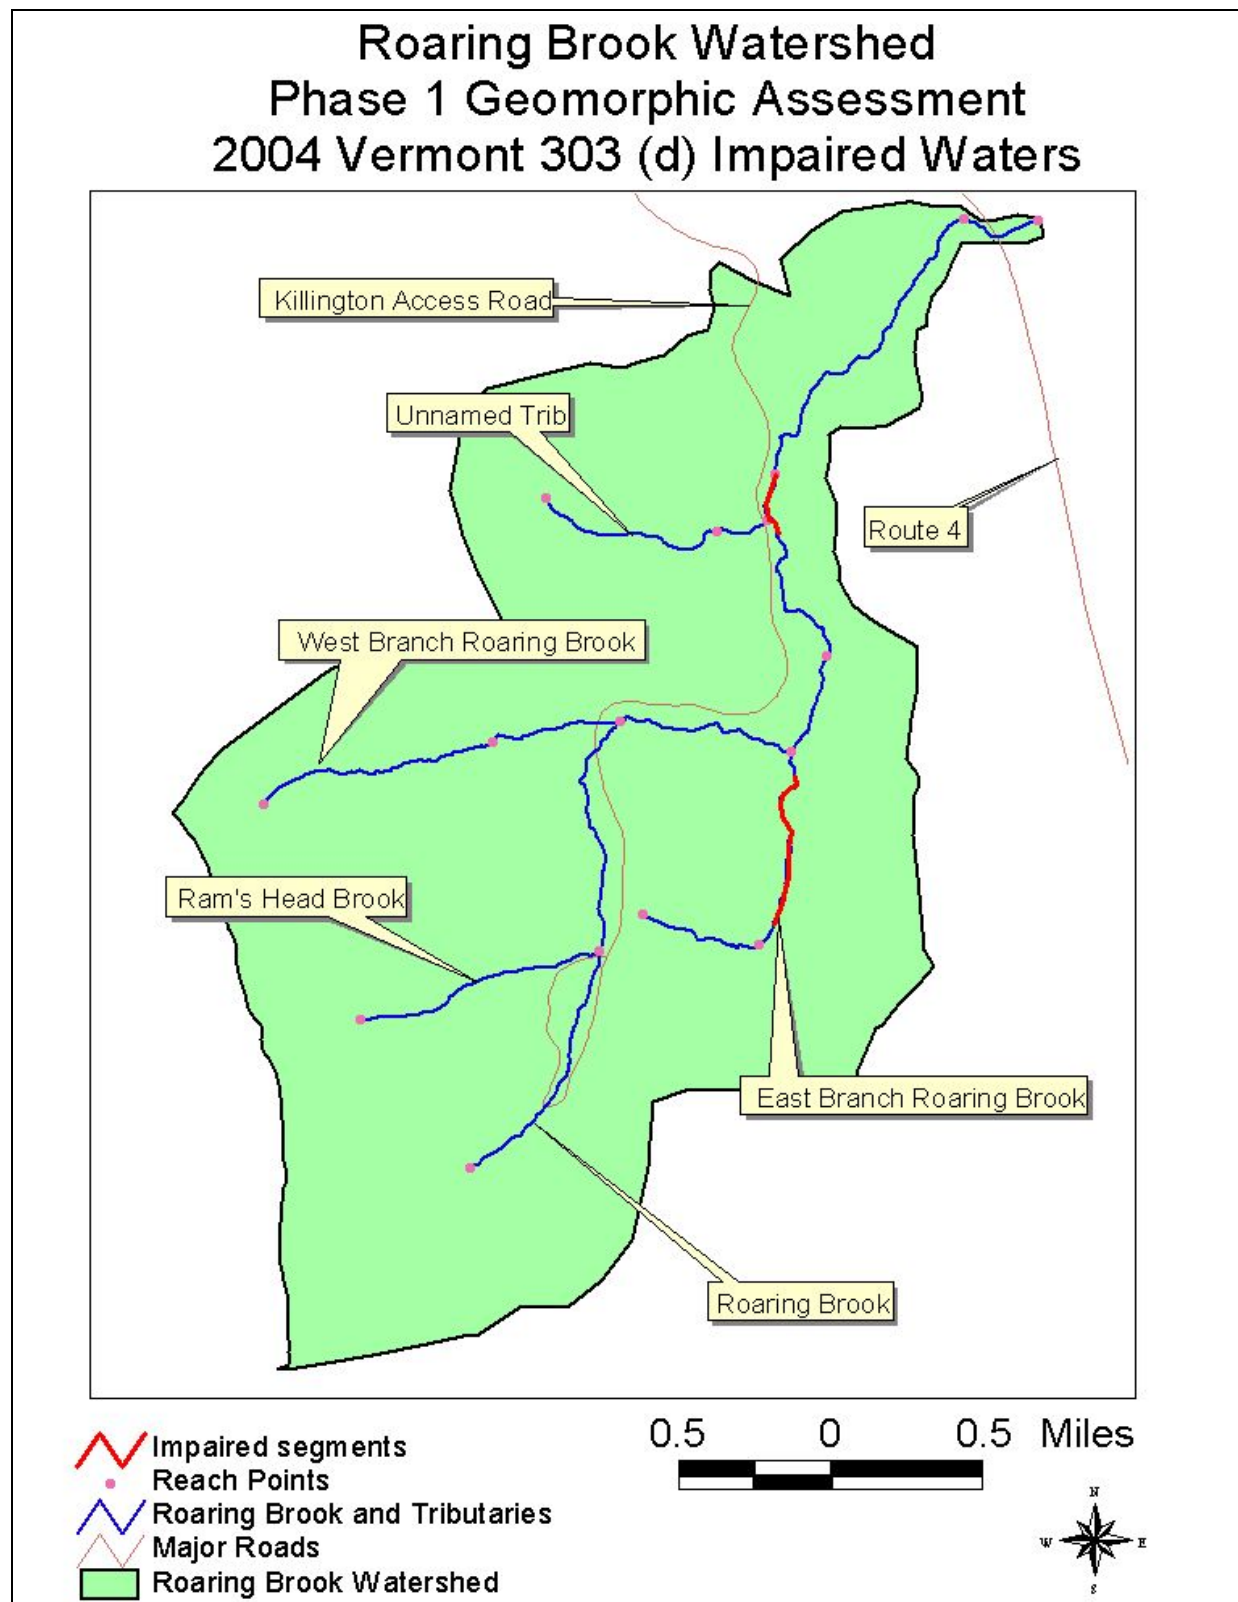 Roaring Brook Watershed
Phase 1 Geomorphic Assessment
2004 Vermont 303 (d) Impaired Waters
Killington Access Road
Unnamed Trib
Route 4
West Branch Roaring Brook
Ram's Head Brook
East Branch Roaring Brook
Roaring Brook
Impaired segments
Reach Points
Roaring Brook and Tributaries
Major Roads
Roaring Brook Watershed
0.5 0 0.5 Miles
N
W E
S